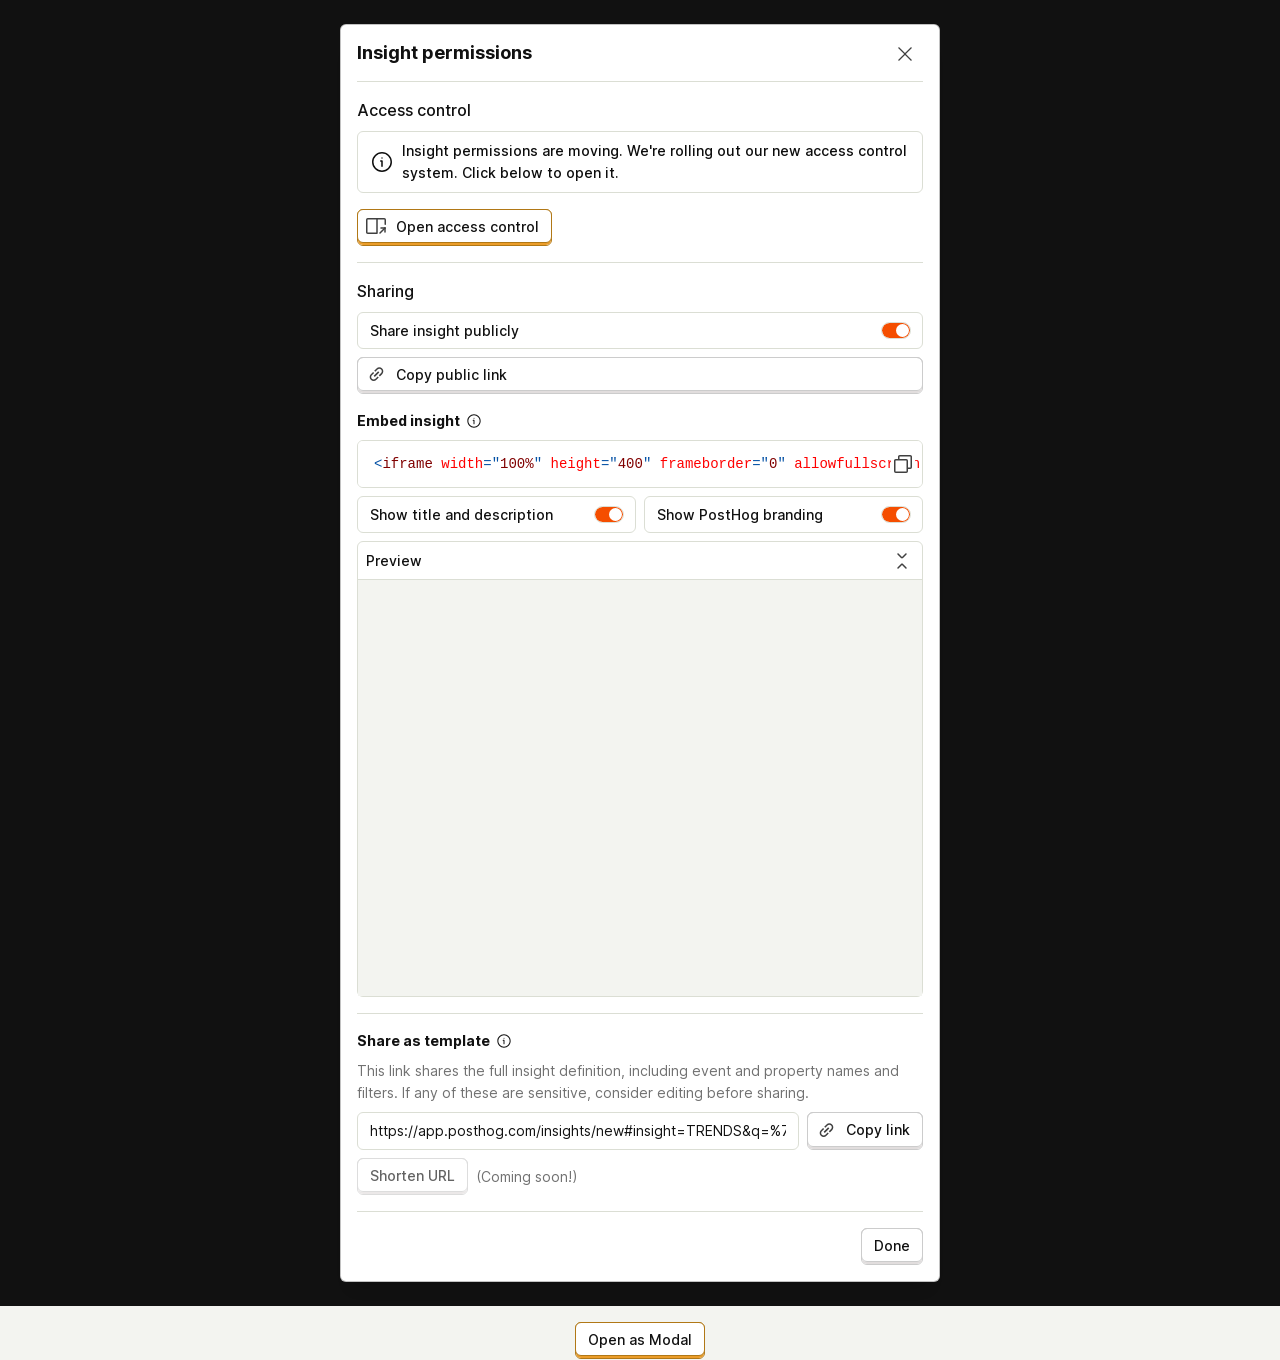 Insight permissions
Access control
Insight permissions are moving. We're rolling out our new access control
system. Click below to open it.
Open access control
Sharing
Share insight publicly
Copy public link
Embed insight
<iframe width="100%" height="400" frameborder="0" allowfullscr
Show title and description
Show PostHog branding
Preview
Share as template
This link shares the full insight definition, including event and property names and
filters. If any of these are sensitive, consider editing before sharing.
https://app.posthog.com/insights/new#insight=TRENDS&q=%7
Copy link
Shorten URL (Coming soon!)
Done
Open as Modal